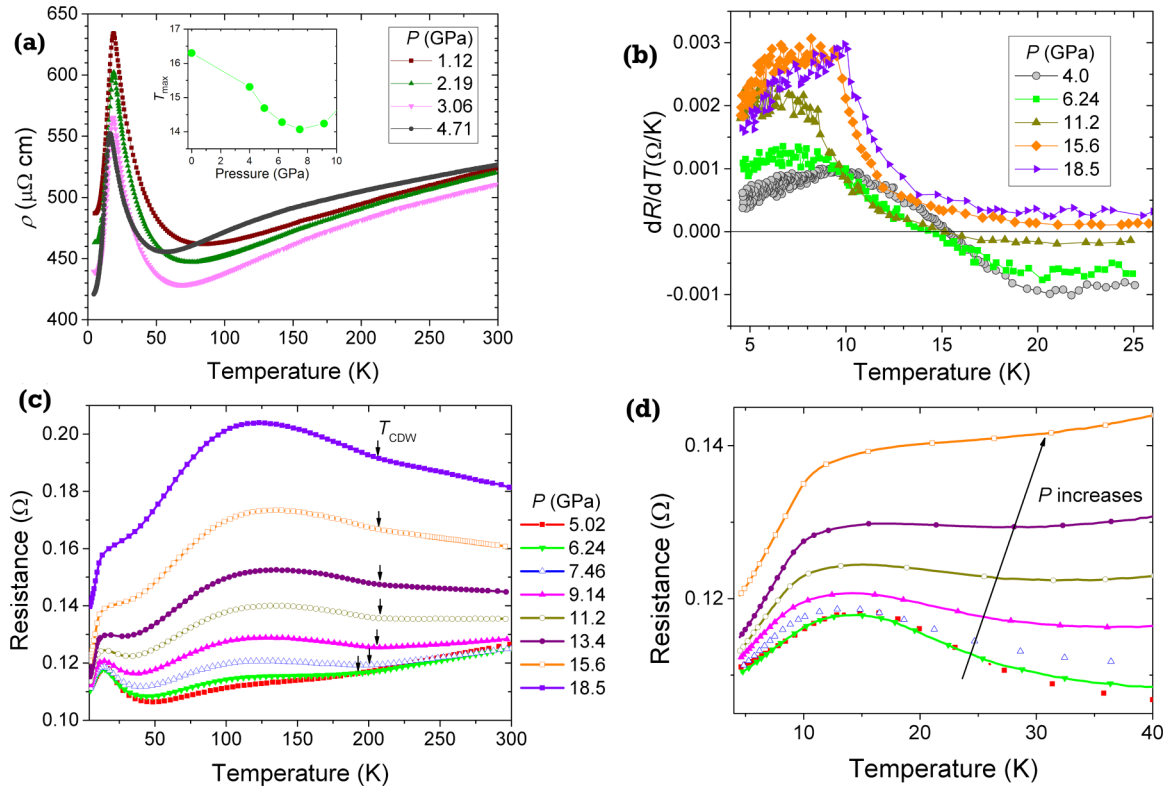 (a)
ρ (μΩ cm)
650
600
550
500
450
400
0 25 50 75 100 125 150 175 200 225 250 275 300
Temperature (K)
T_max
17
16
15
14
0 2 4 6 8 10
Pressure (GPa)
P (GPa)
1.12
2.19
3.06
4.71
(b)
dR/dT(Ω/K)
0.003
0.002
0.001
0.000
-0.001
5 10 15 20 25
Temperature (K)
P (GPa)
4.0
6.24
11.2
15.6
18.5
(c)
Resistance (Ω)
0.20
0.18
0.16
0.14
0.12
0.10
50 100 150 200 250 300
Temperature (K)
T_CDW
P (GPa)
5.02
6.24
7.46
9.14
11.2
13.4
15.6
18.5
(d)
Resistance (Ω)
0.14
0.12
10 20 30 40
Temperature (K)
P increases